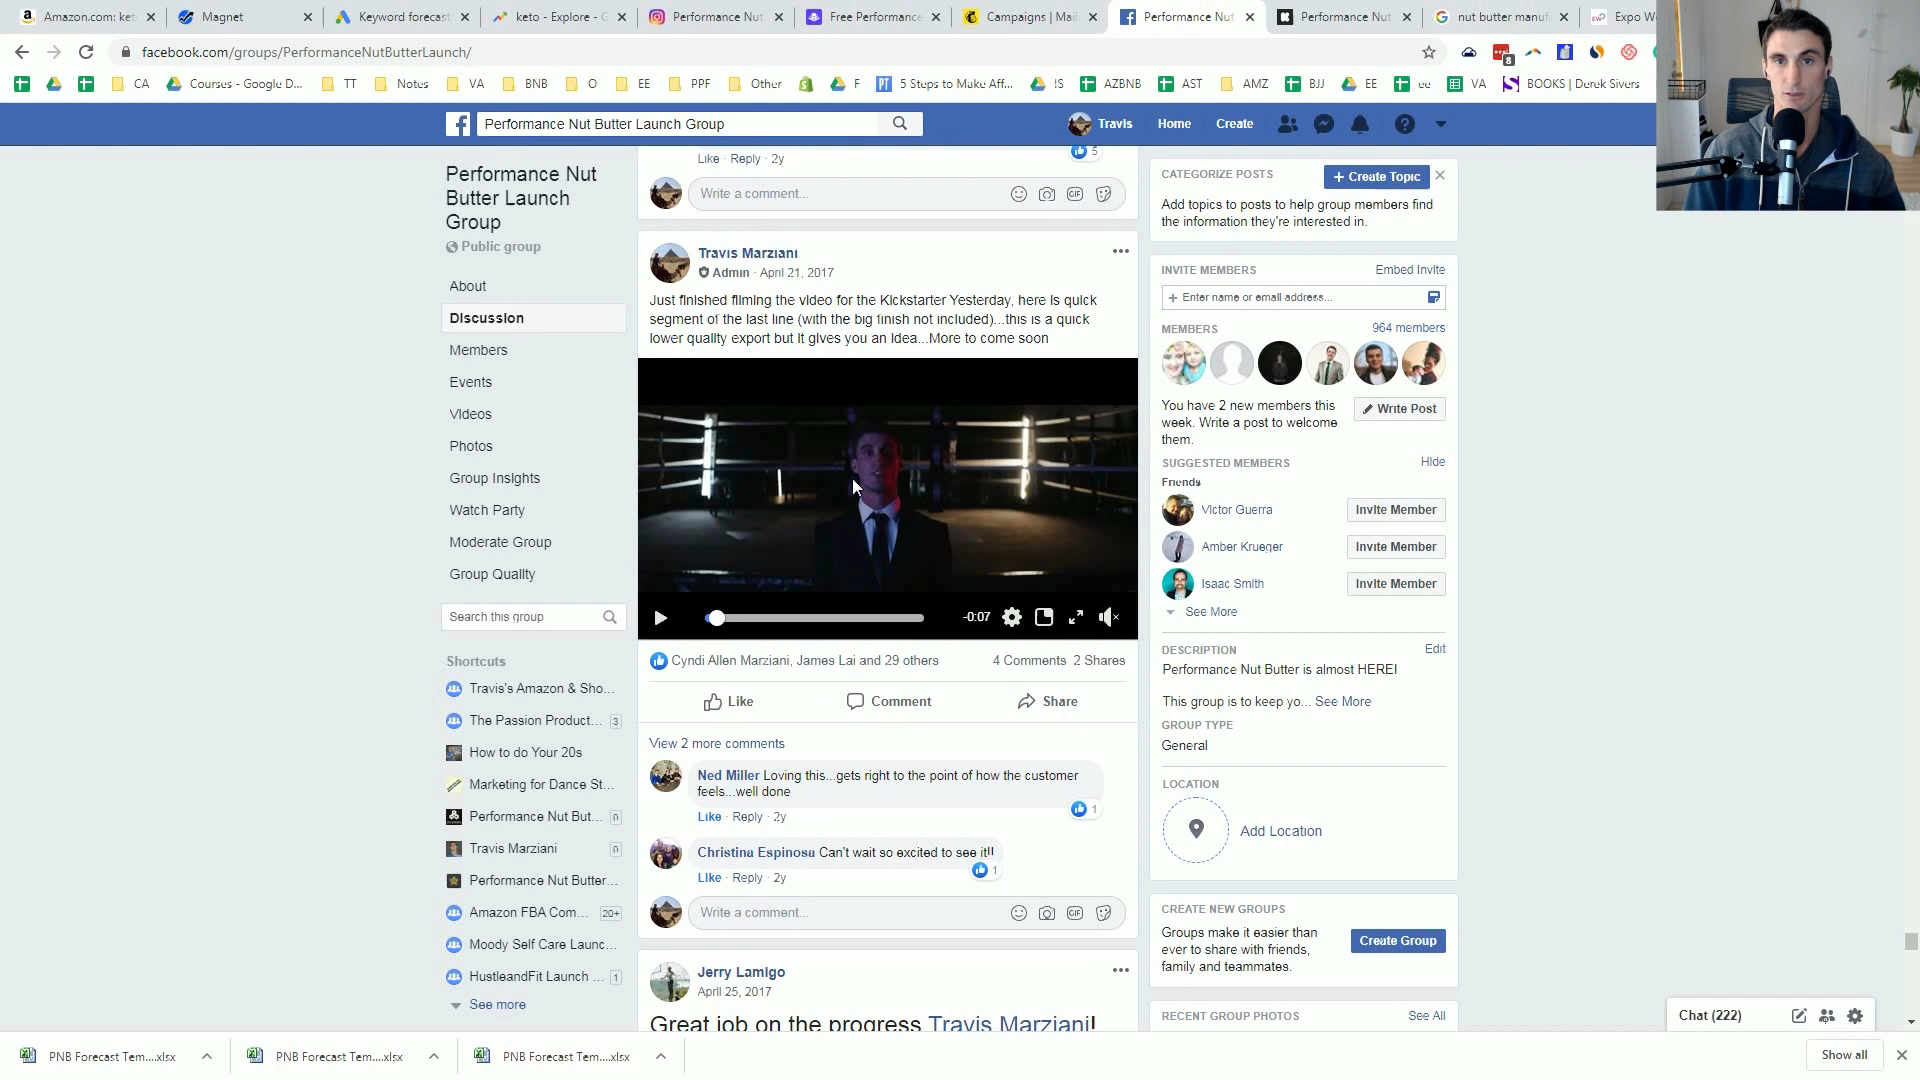 Amazon.com: ket
Magnet
Keyword forecast
keto - Explore - G
Performance Nut
Free Performance
Campaigns | Mail
Performance Nut
Performance Nut
nut butter manuf
Expo W
facebook.com/groups/PerformanceNutButterLaunch/
8
CA
Courses - Google D...
TT
Notes
VA
BNB
O
EE
PPF
Other
F
5 Steps to Make Aff...
!S
AZBNB
AST
AMZ
BJJ
EE
ee
VA
BOOKS | Derek Sivers
Performance Nut Butter Launch Group
Travis
Home
Create
Performance Nut
Butter Launch
Group
Public group
About
Discussion
Members
Events
Videos
Photos
Group Insights
Watch Party
Moderate Group
Group Quality
Search this group
Shortcuts
Travis's Amazon & Sho...
The Passion Product... 3
How to do Your 20s
Marketing for Dance St...
Performance Nut But... 0
Travis Marziani 0
Performance Nut Butter...
Amazon FBA Com... 20+
Moody Self Care Launc...
HustleandFit Launch ... 1
See more
Like · Reply · 2y
5
Write a comment...
Travis Marziani
Admin · April 21, 2017
Just finished filming the video for the Kickstarter Yesterday, here is quick
segment of the last line (with the big finish not included)...this is a quick
lower quality export but it gives you an idea...More to come soon
-0:07
Cyndi Allen Marziani, James Lai and 29 others
4 Comments 2 Shares
Like
Comment
Share
View 2 more comments
Ned Miller Loving this...gets right to the point of how the customer
feels...well done
1
Like · Reply · 2y
Christina Espinosa Can't wait so excited to see it!!
1
Like · Reply · 2y
Write a comment...
Jerry Lamigo
April 25, 2017
Great job on the progress Travis Marziani!
CATEGORIZE POSTS
+ Create Topic
Add topics to posts to help group members find
the information they're interested in.
INVITE MEMBERS
Embed Invite
+ Enter name or email address...
MEMBERS
964 members
You have 2 new members this
week. Write a post to welcome
them.
Write Post
SUGGESTED MEMBERS
Hide
Friends
Victor Guerra
Invite Member
Amber Krueger
Invite Member
Isaac Smith
Invite Member
See More
DESCRIPTION
Edit
Performance Nut Butter is almost HERE!
This group is to keep yo... See More
GROUP TYPE
General
LOCATION
Add Location
CREATE NEW GROUPS
Groups make it easier than
ever to share with friends,
family and teammates.
Create Group
RECENT GROUP PHOTOS
See All
Chat (222)
PNB Forecast Tem....xlsx
PNB Forecast Tem....xlsx
PNB Forecast Tem....xlsx
Show all